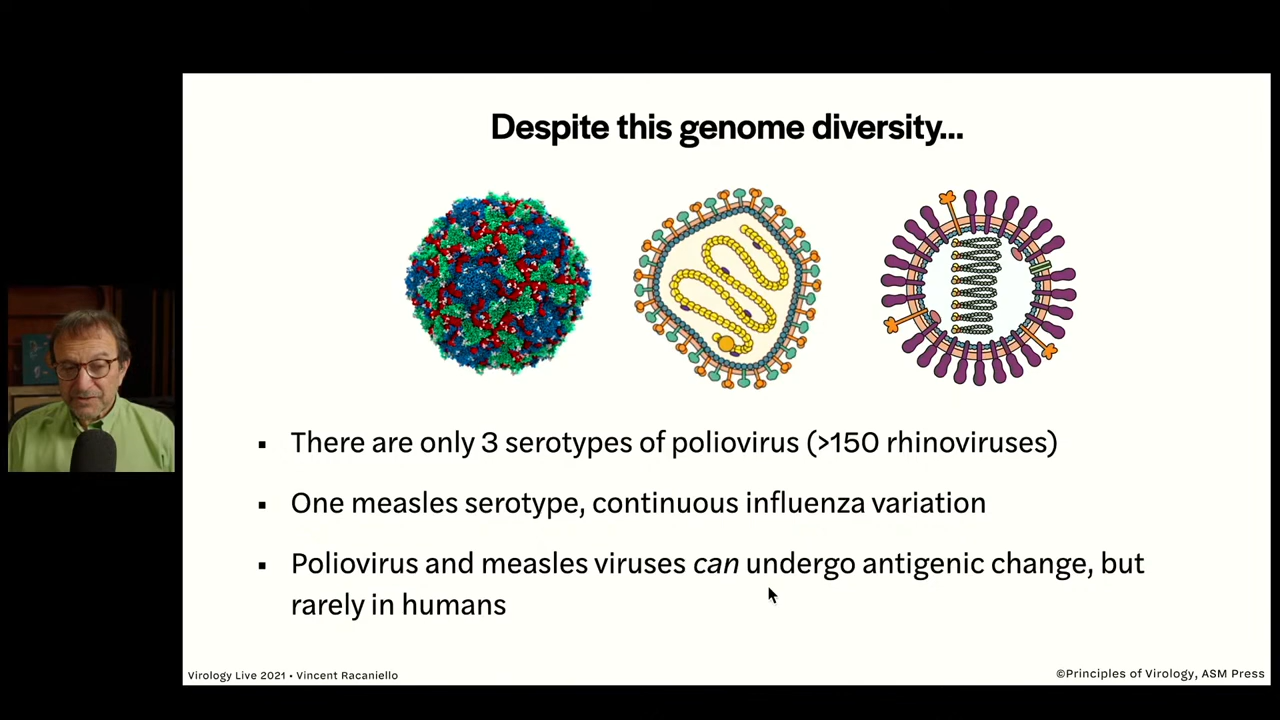 Despite this genome diversity...
▪ There are only 3 serotypes of poliovirus (>150 rhinoviruses)
▪ One measles serotype, continuous influenza variation
▪ Poliovirus and measles viruses can undergo antigenic change, but
rarely in humans
Virology Live 2021 • Vincent Racaniello
©Principles of Virology, ASM Press